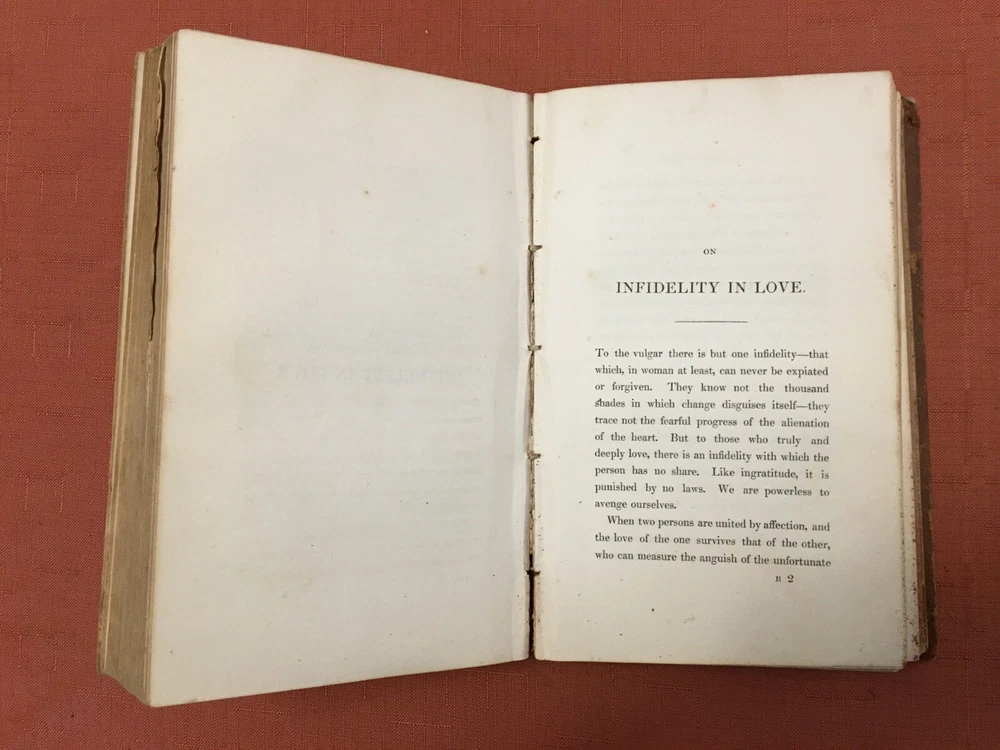 ON
INFIDELITY IN LOVE.
To the vulgar there is but one infidelity—that
which, in woman at least, can never be expiated
or forgiven. They know not the thousand
shades in which change disguises itself—they
trace not the fearful progress of the alienation
of the heart. But to those who truly and
deeply love, there is an infidelity with which the
person has no share. Like ingratitude, it is
punished by no laws. We are powerless to
avenge ourselves.
When two persons are united by affection, and
the love of the one survives that of the other,
who can measure the anguish of the unfortunate
B 2